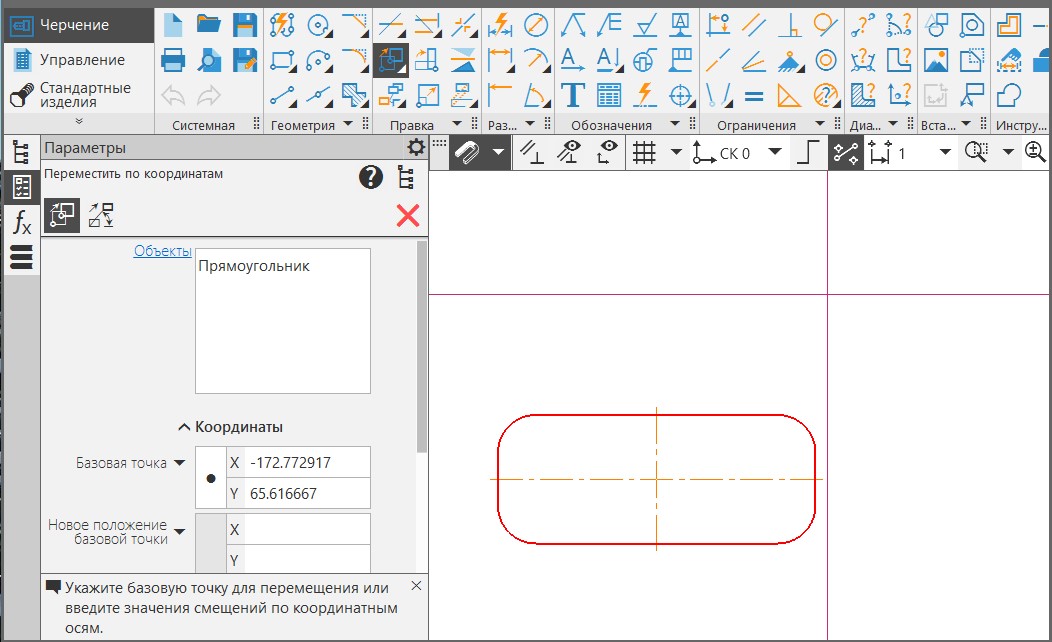 Черчение
Управление
Стандартные
изделия
Системная
Геометрия
Правка
Раз...
Обозначения
Ограничения
Диа...
Вста...
Инстру...
Параметры
СК 0
1
Переместить по координатам
Объекты
Прямоугольник
Координаты
Базовая точка
X -172.772917
Y 65.616667
Новое положение
базовой точки
X
Y
Укажите базовую точку для перемещения или
введите значения смещений по координатным
осям.